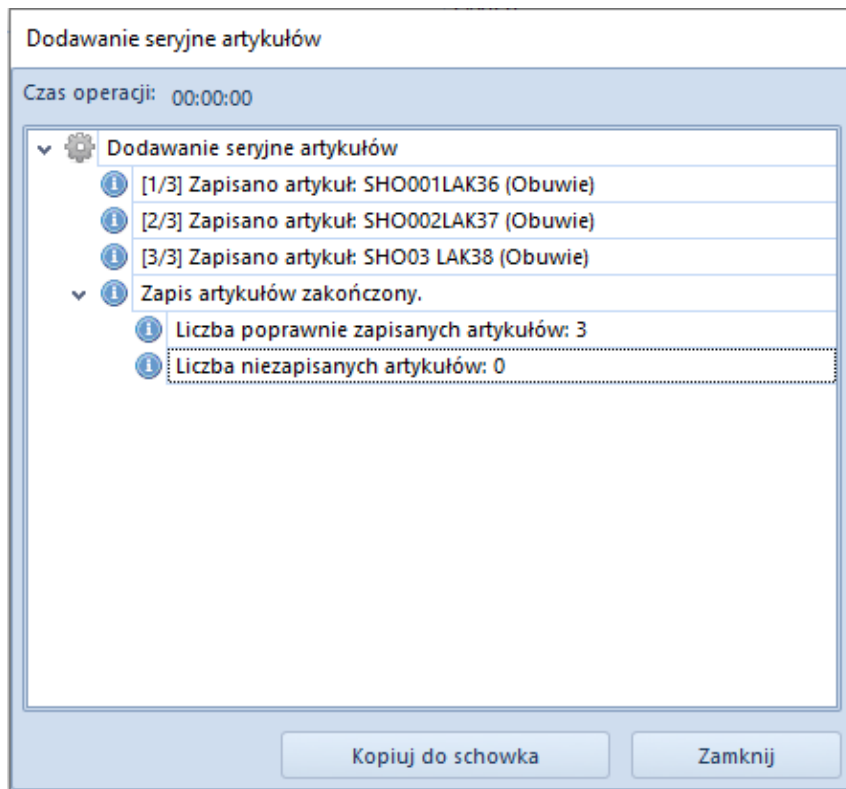 Dodawanie seryjne artykułów
Czas operacji: 00:00:00
Dodawanie seryjne artykułów
[1/3] Zapisano artykuł: SHO001LAK36 (Obuwie)
[2/3] Zapisano artykuł: SHO002LAK37 (Obuwie)
[3/3] Zapisano artykuł: SHO03 LAK38 (Obuwie)
Zapis artykułów zakończony.
Liczba poprawnie zapisanych artykułów: 3
Liczba niezapisanych artykułów: 0
Kopiuj do schowka
Zamknij